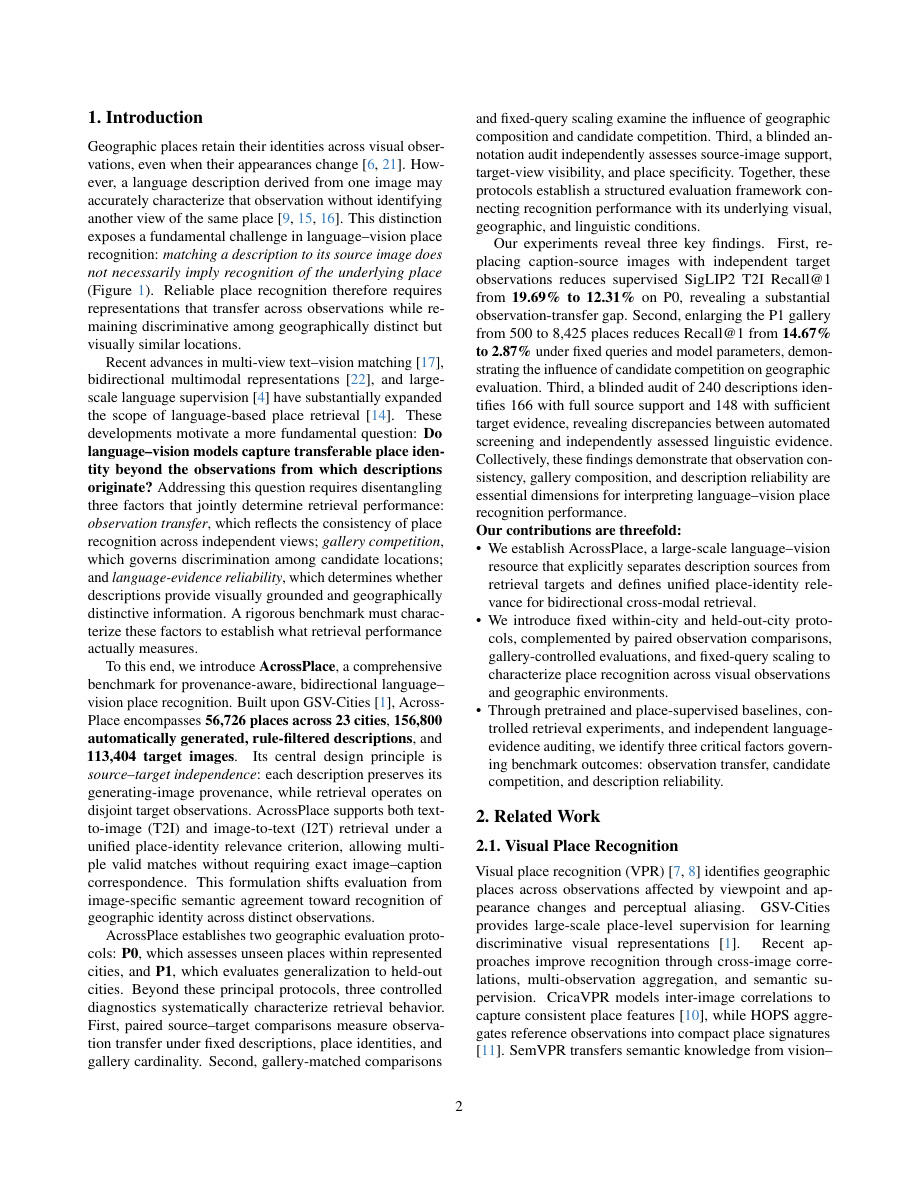 1. Introduction
Geographic places retain their identities across visual obser-
vations, even when their appearances change [6, 21]. How-
ever, a language description derived from one image may
accurately characterize that observation without identifying
another view of the same place [9, 15, 16]. This distinction
exposes a fundamental challenge in language–vision place
recognition: matching a description to its source image does
not necessarily imply recognition of the underlying place
(Figure 1). Reliable place recognition therefore requires
representations that transfer across observations while re-
maining discriminative among geographically distinct but
visually similar locations.
Recent advances in multi-view text–vision matching [17],
bidirectional multimodal representations [22], and large-
scale language supervision [4] have substantially expanded
the scope of language-based place retrieval [14]. These
developments motivate a more fundamental question: Do
language–vision models capture transferable place iden-
tity beyond the observations from which descriptions
originate? Addressing this question requires disentangling
three factors that jointly determine retrieval performance:
observation transfer, which reflects the consistency of place
recognition across independent views; gallery competition,
which governs discrimination among candidate locations;
and language-evidence reliability, which determines whether
descriptions provide visually grounded and geographically
distinctive information. A rigorous benchmark must charac-
terize these factors to establish what retrieval performance
actually measures.
To this end, we introduce AcrossPlace, a comprehensive
benchmark for provenance-aware, bidirectional language–
vision place recognition. Built upon GSV-Cities [1], Across-
Place encompasses 56,726 places across 23 cities, 156,800
automatically generated, rule-filtered descriptions, and
113,404 target images. Its central design principle is
source–target independence: each description preserves its
generating-image provenance, while retrieval operates on
disjoint target observations. AcrossPlace supports both text-
to-image (T2I) and image-to-text (I2T) retrieval under a
unified place-identity relevance criterion, allowing multi-
ple valid matches without requiring exact image–caption
correspondence. This formulation shifts evaluation from
image-specific semantic agreement toward recognition of
geographic identity across distinct observations.
AcrossPlace establishes two geographic evaluation proto-
cols: P0, which assesses unseen places within represented
cities, and P1, which evaluates generalization to held-out
cities. Beyond these principal protocols, three controlled
diagnostics systematically characterize retrieval behavior.
First, paired source–target comparisons measure observa-
tion transfer under fixed descriptions, place identities, and
gallery cardinality. Second, gallery-matched comparisons
and fixed-query scaling examine the influence of geographic
composition and candidate competition. Third, a blinded an-
notation audit independently assesses source-image support,
target-view visibility, and place specificity. Together, these
protocols establish a structured evaluation framework con-
necting recognition performance with its underlying visual,
geographic, and linguistic conditions.
Our experiments reveal three key findings. First, re-
placing caption-source images with independent target
observations reduces supervised SigLIP2 T2I Recall@1
from 19.69% to 12.31% on P0, revealing a substantial
observation-transfer gap. Second, enlarging the P1 gallery
from 500 to 8,425 places reduces Recall@1 from 14.67%
to 2.87% under fixed queries and model parameters, demon-
strating the influence of candidate competition on geographic
evaluation. Third, a blinded audit of 240 descriptions iden-
tifies 166 with full source support and 148 with sufficient
target evidence, revealing discrepancies between automated
screening and independently assessed linguistic evidence.
Collectively, these findings demonstrate that observation con-
sistency, gallery composition, and description reliability are
essential dimensions for interpreting language–vision place
recognition performance.
Our contributions are threefold:
• We establish AcrossPlace, a large-scale language–vision
resource that explicitly separates description sources from
retrieval targets and defines unified place-identity rele-
vance for bidirectional cross-modal retrieval.
• We introduce fixed within-city and held-out-city proto-
cols, complemented by paired observation comparisons,
gallery-controlled evaluations, and fixed-query scaling to
characterize place recognition across visual observations
and geographic environments.
• Through pretrained and place-supervised baselines, con-
trolled retrieval experiments, and independent language-
evidence auditing, we identify three critical factors govern-
ing benchmark outcomes: observation transfer, candidate
competition, and description reliability.
2. Related Work
2.1. Visual Place Recognition
Visual place recognition (VPR) [7, 8] identifies geographic
places across observations affected by viewpoint and ap-
pearance changes and perceptual aliasing. GSV-Cities
provides large-scale place-level supervision for learning
discriminative visual representations [1]. Recent ap-
proaches improve recognition through cross-image corre-
lations, multi-observation aggregation, and semantic su-
pervision. CricaVPR models inter-image correlations to
capture consistent place features [10], while HOPS aggre-
gates reference observations into compact place signatures
[11]. SemVPR transfers semantic knowledge from vision–
2